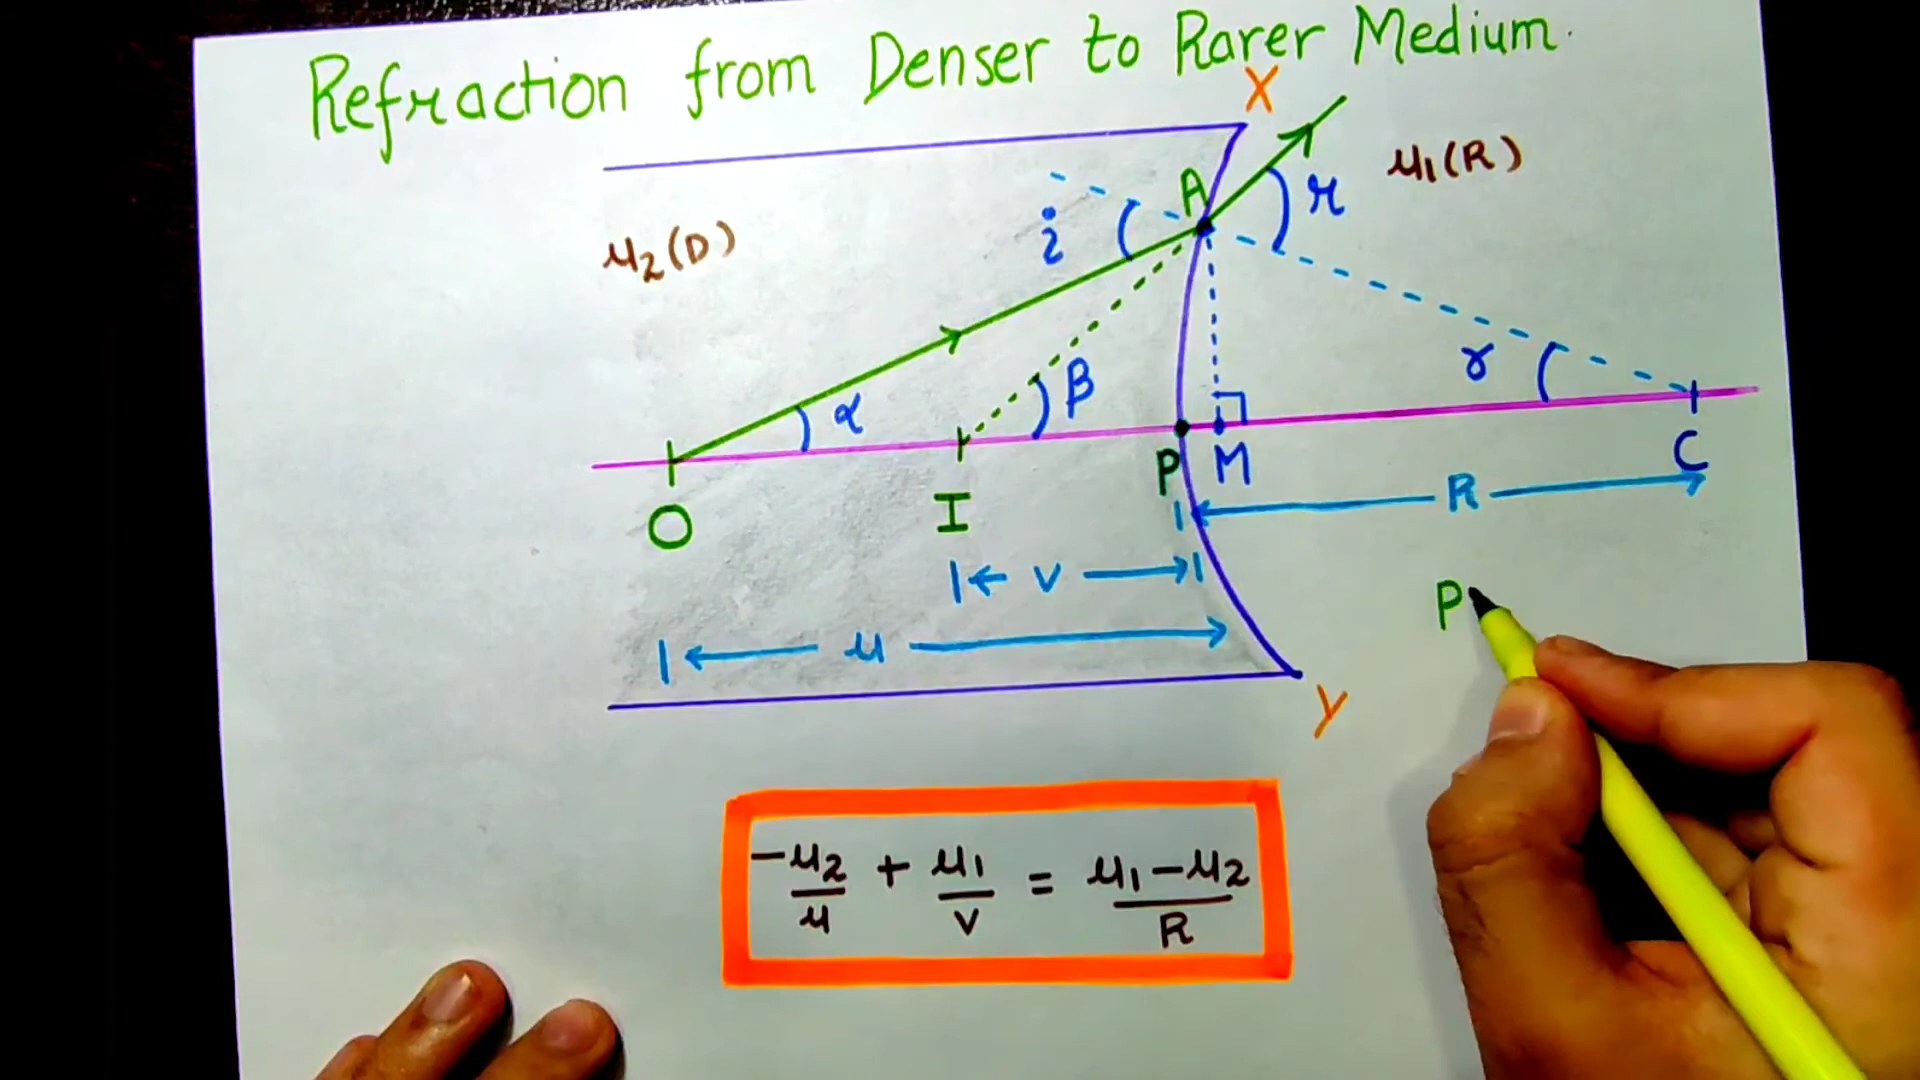 Refraction from Denser to Rarer Medium.
X
μ1(R)
A
r
i
μ2(D)
γ
β
α
P M C
O I
R
v
u
P
Y
-μ2/u + μ1/v = μ1-μ2/R